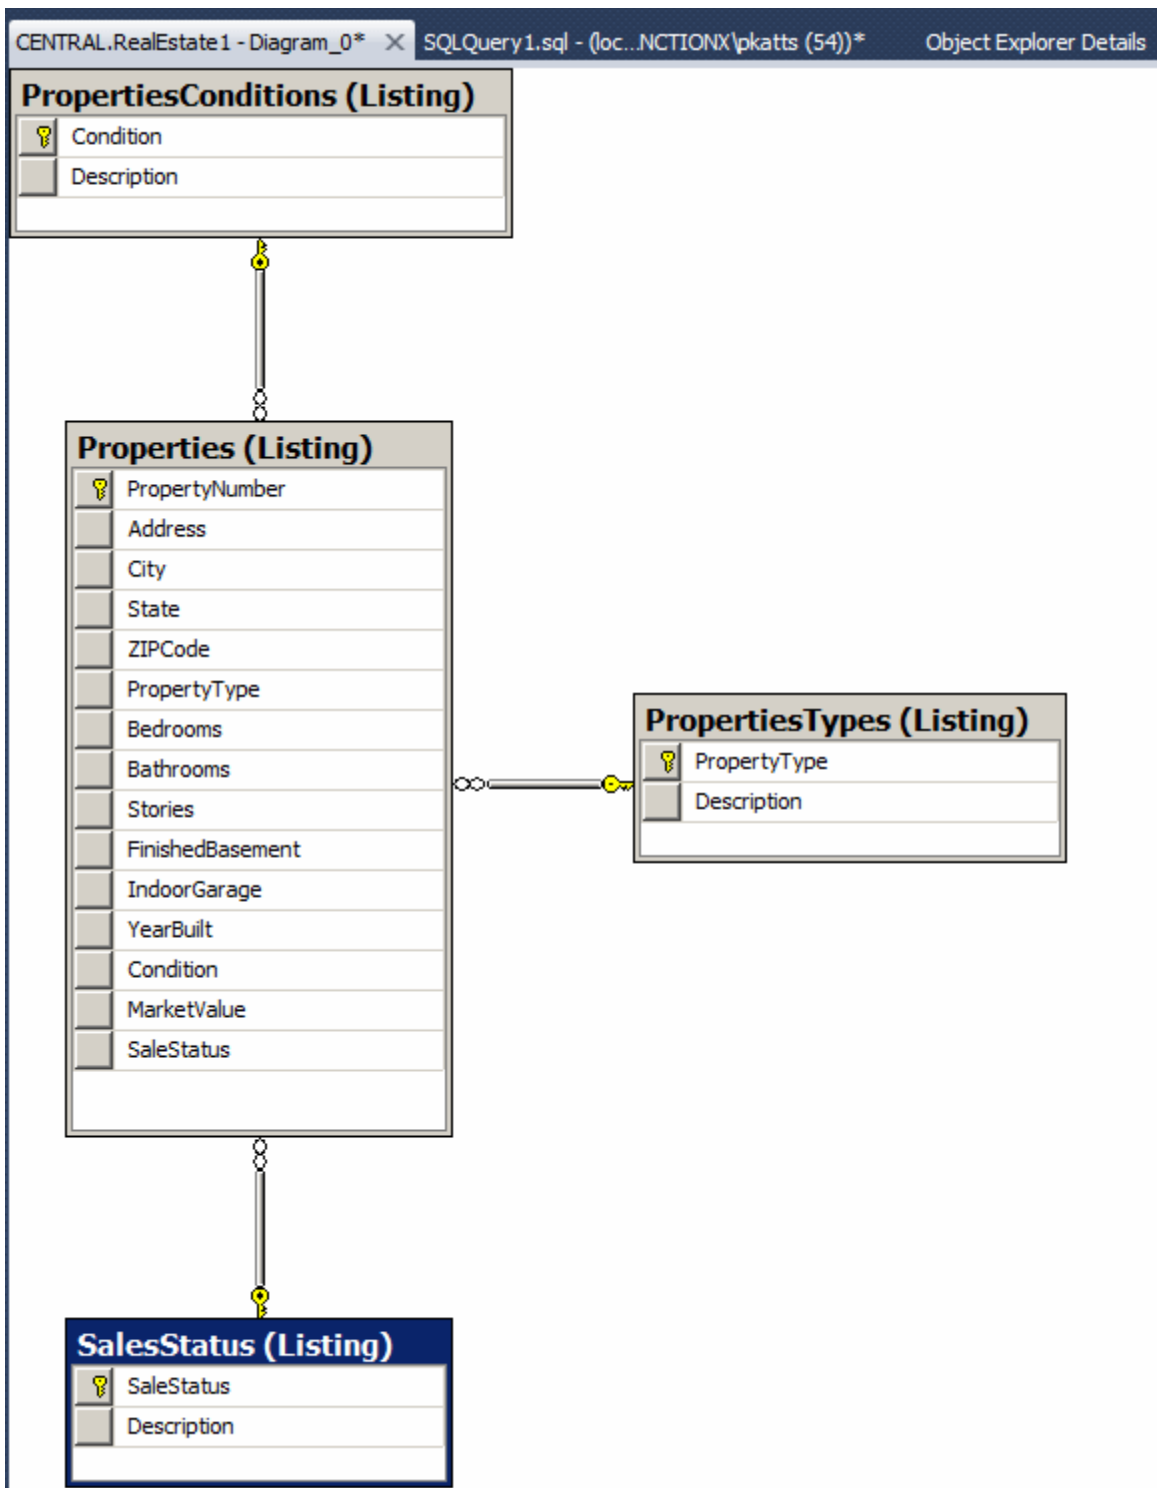 CENTRAL.RealEstate1 - Diagram_0* SQLQuery1.sql - (loc...NCTIONX\pkatts (54))* Object Explorer Details
PropertiesConditions (Listing)
Condition
Description
Properties (Listing)
PropertyNumber
Address
City
State
ZIPCode
PropertyType
Bedrooms
Bathrooms
Stories
FinishedBasement
IndoorGarage
YearBuilt
Condition
MarketValue
SaleStatus
PropertiesTypes (Listing)
PropertyType
Description
SalesStatus (Listing)
SaleStatus
Description